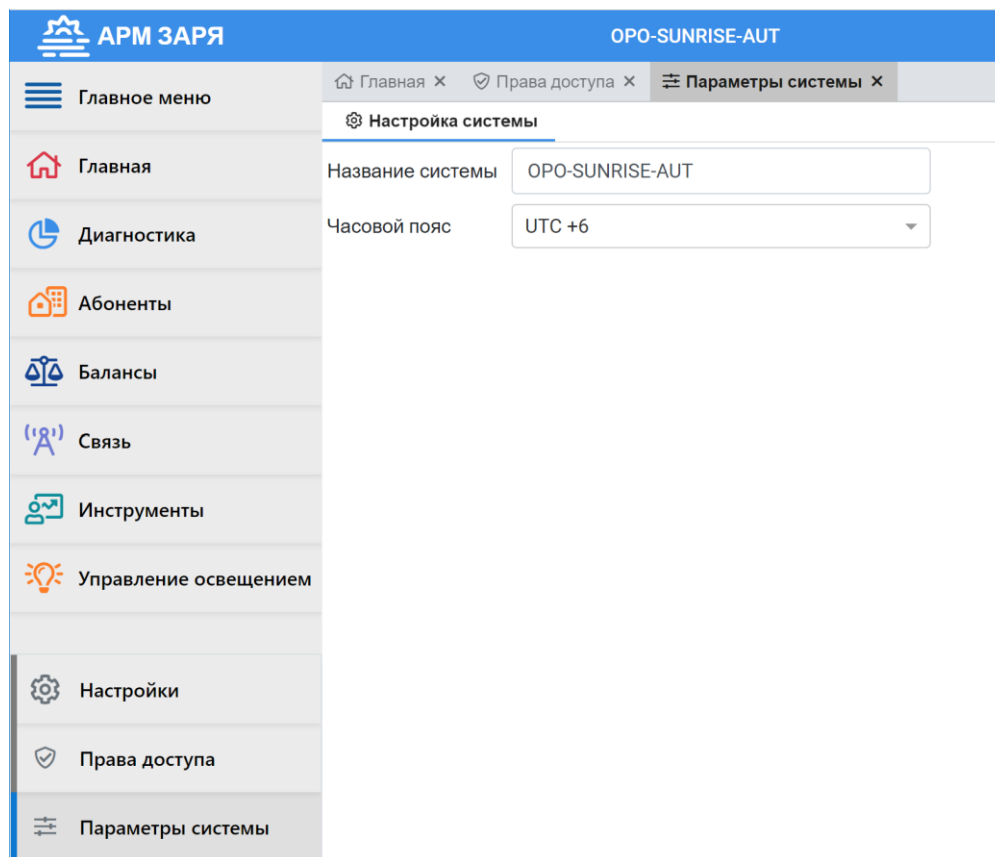 АРМ ЗАРЯ
OPO-SUNRISE-AUT
Главное меню
Главная
Диагностика
Абоненты
Балансы
Связь
Инструменты
Управление освещением
Настройки
Права доступа
Параметры системы
Главная Права доступа Параметры системы
Настройка системы
Название системы OPO-SUNRISE-AUT
Часовой пояс UTC +6